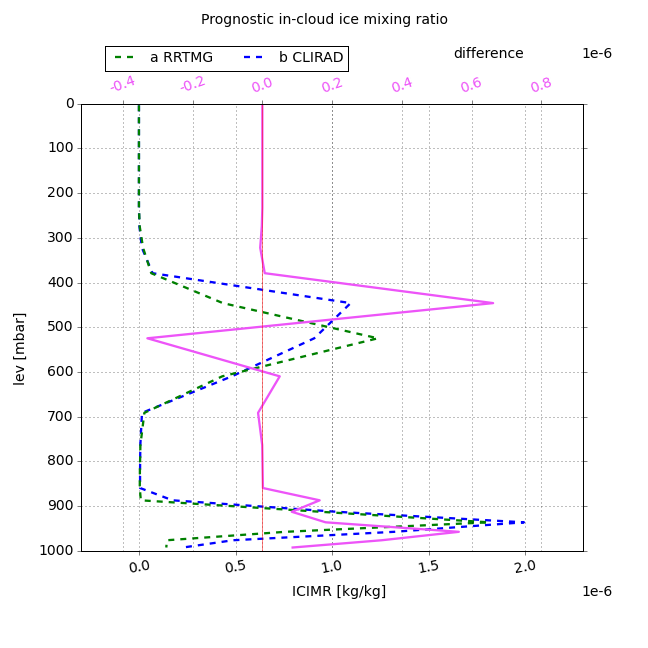 Prognostic in-cloud ice mixing ratio
a RRTMG b CLIRAD difference 1e-6
-0.4 -0.2 0.0 0.2 0.4 0.6 0.8
0
100
200
300
400
500
600
700
800
900
1000
lev [mbar]
0.0 0.5 1.0 1.5 2.0
ICIMR [kg/kg] 1e-6